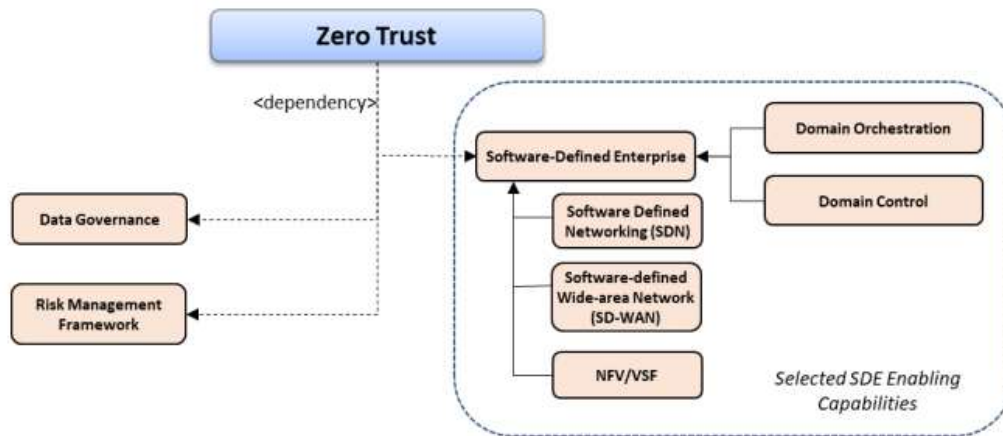 Zero Trust
<dependency>
Software-Defined Enterprise
Domain Orchestration
Domain Control
Data Governance
Software Defined
Networking (SDN)
Risk Management
Framework
Software-defined
Wide-area Network
(SD-WAN)
NFV/VSF
Selected SDE Enabling
Capabilities